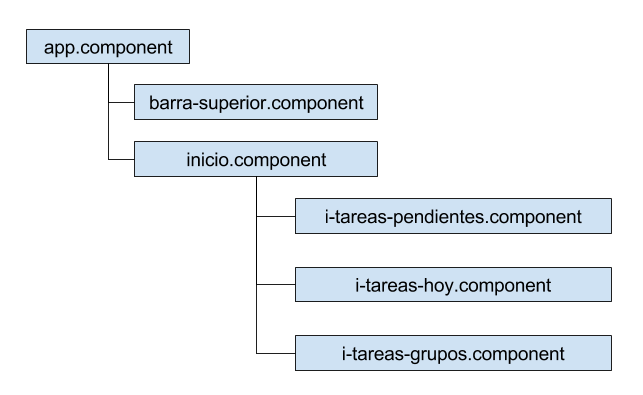 app.component
barra-superior.component
inicio.component
i-tareas-pendientes.component
i-tareas-hoy.component
i-tareas-grupos.component